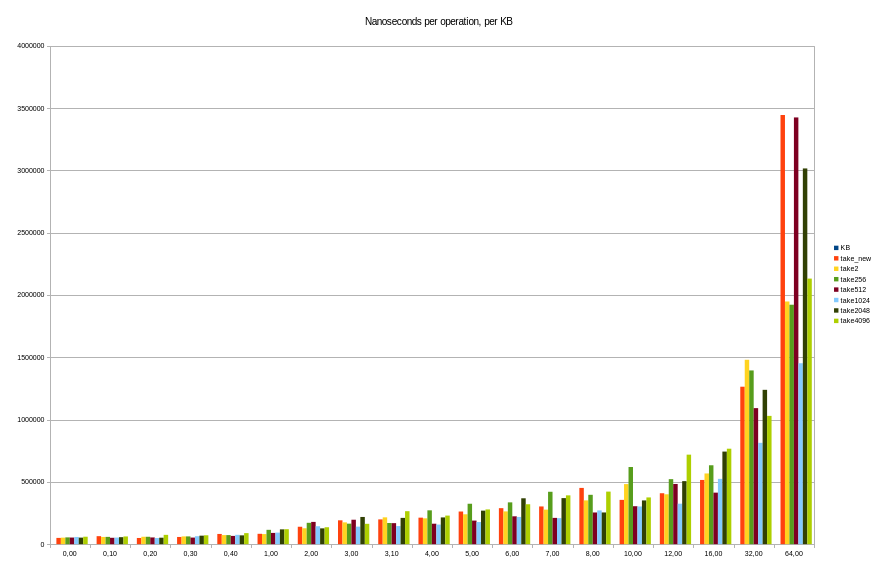 Nanoseconds per operation, per KB
4000000
3500000
3000000
2500000
2000000
1500000
1000000
500000
0
0,00 0,10 0,20 0,30 0,40 1,00 2,00 3,00 3,10 4,00 5,00 6,00 7,00 8,00 10,00 12,00 16,00 32,00 64,00
KB
take_new
take2
take256
take512
take1024
take2048
take4096